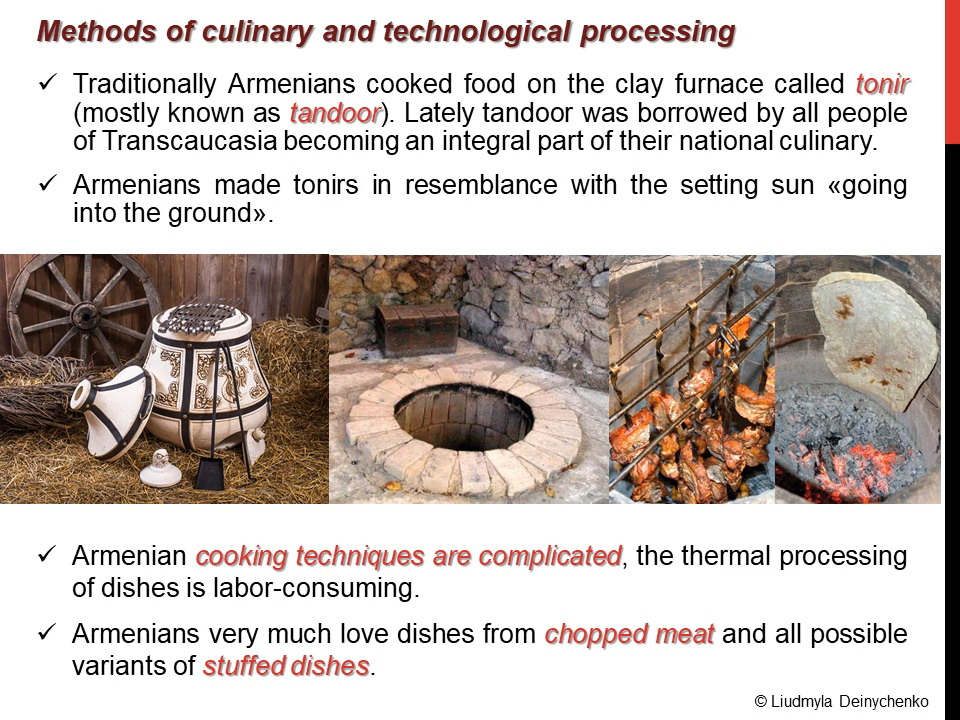 Methods of culinary and technological processing
✓ Traditionally Armenians cooked food on the clay furnace called tonir
(mostly known as tandoor). Lately tandoor was borrowed by all people
of Transcaucasia becoming an integral part of their national culinary.
✓ Armenians made tonirs in resemblance with the setting sun «going
into the ground».
✓ Armenian cooking techniques are complicated, the thermal processing
of dishes is labor-consuming.
✓ Armenians very much love dishes from chopped meat and all possible
variants of stuffed dishes.
© Liudmyla Deinychenko